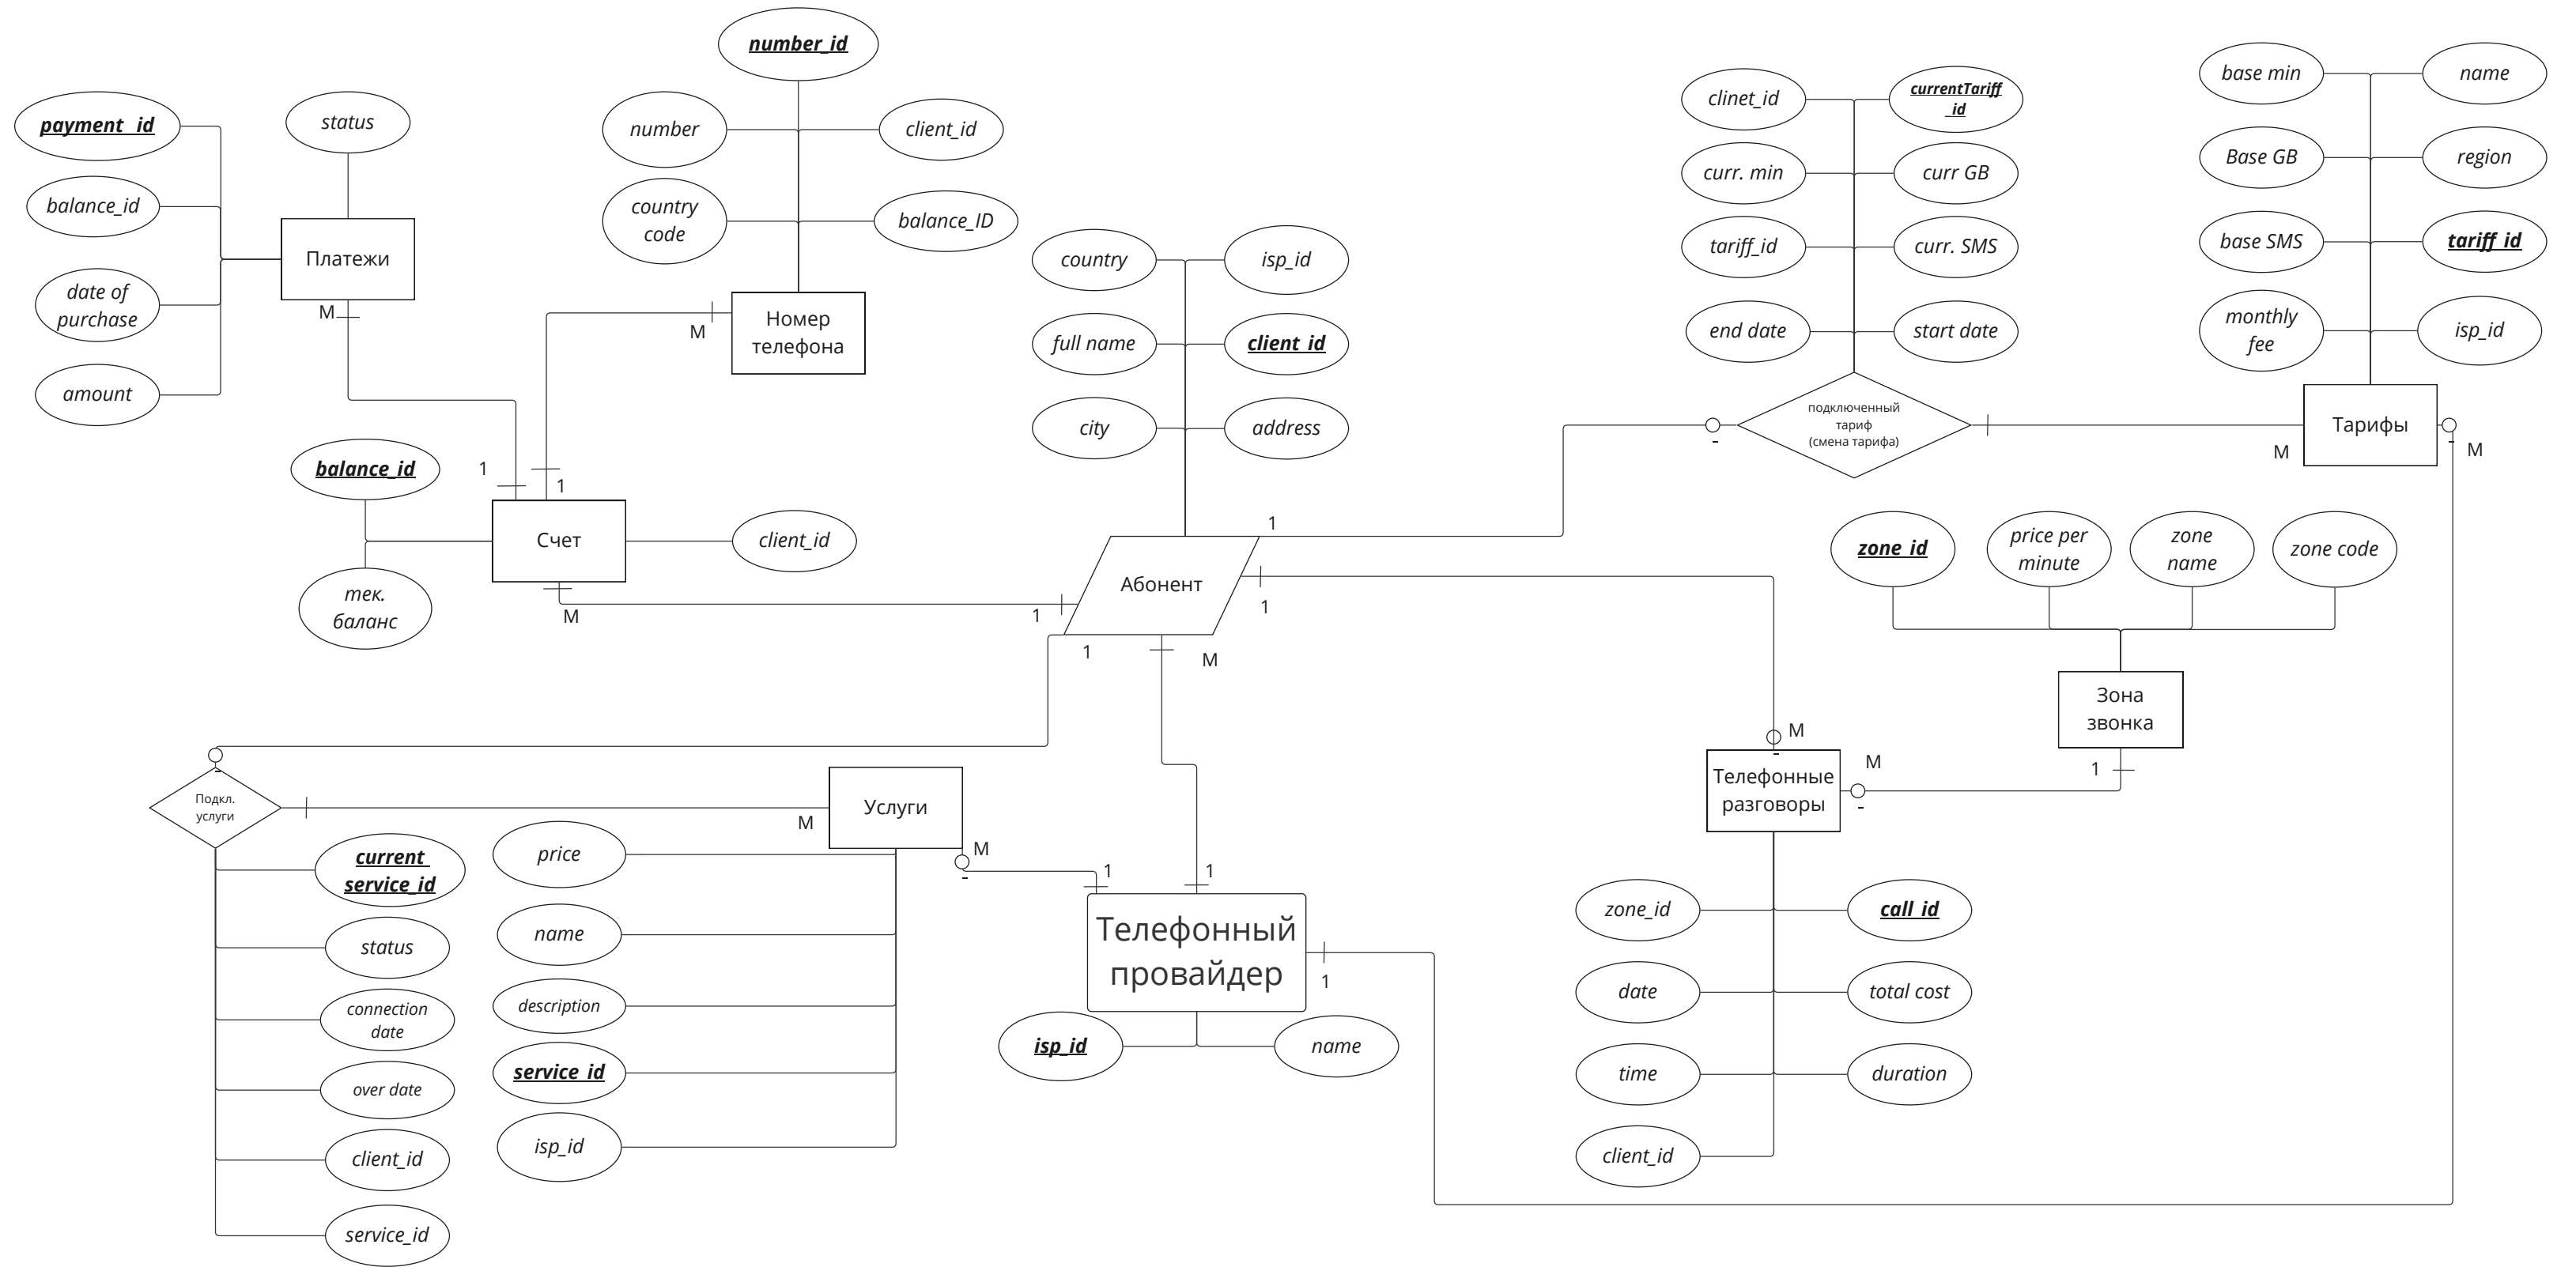 number_id
payment_id
status
number
client_id
balance_id
country
code
balance_ID
Платежи
date of
purchase
M
amount
Номер
телефона
M
country
isp_id
full name
client_id
city
address
clinet_id
currentTariff
_id
curr. min
curr GB
tariff_id
curr. SMS
end date
start date
base min
name
Base GB
region
base SMS
tariff_id
monthly
fee
isp_id
подключенный
тариф
(смена тарифа)
-
M
Тарифы
-
M
balance_id
1
1
Счет
client_id
тек.
баланс
M
1
1
Абонент
1
1
M
zone_id
price per
minute
zone
name
zone code
Зона
звонка
1
M
-
M
-
Телефонные
разговоры
-
Подкл.
услуги
M
Услуги
M
-
1
1
current
service_id
status
connection
date
over date
client_id
service_id
price
name
description
service_id
isp_id
Телефонный
провайдер
1
isp_id
name
zone_id
call_id
date
total cost
time
duration
client_id